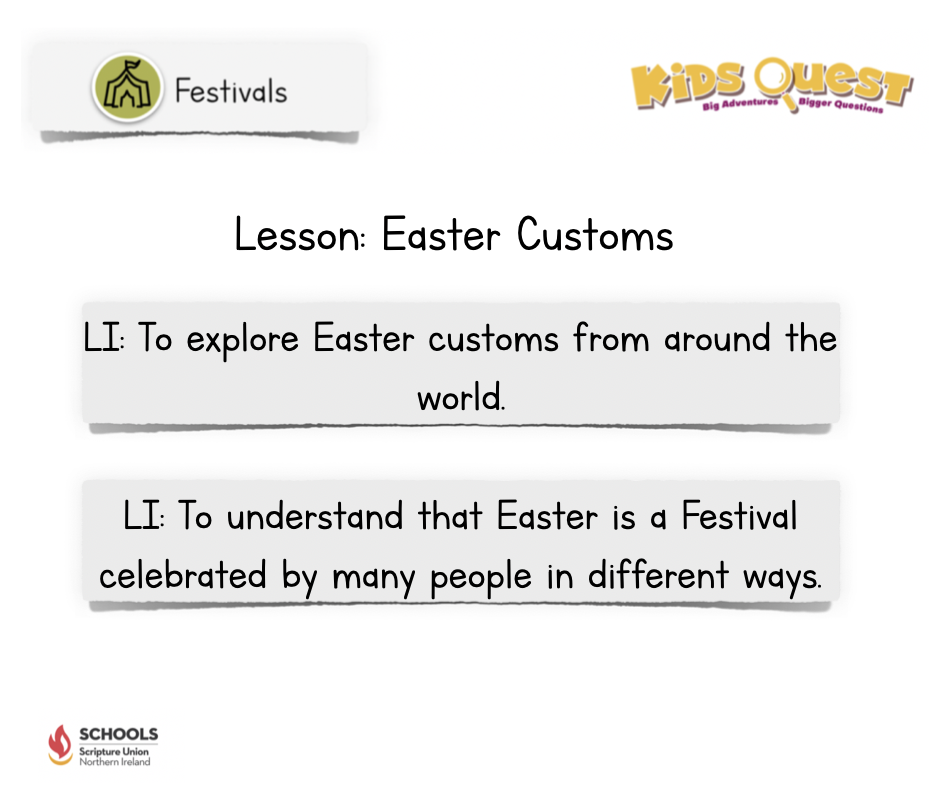 Festivals
KiDS QUEST
Big Adventures Bigger Questions
Lesson: Easter Customs
LI: To explore Easter customs from around the
world.
LI: To understand that Easter is a Festival
celebrated by many people in different ways.
SCHOOLS
Scripture Union
Northern Ireland